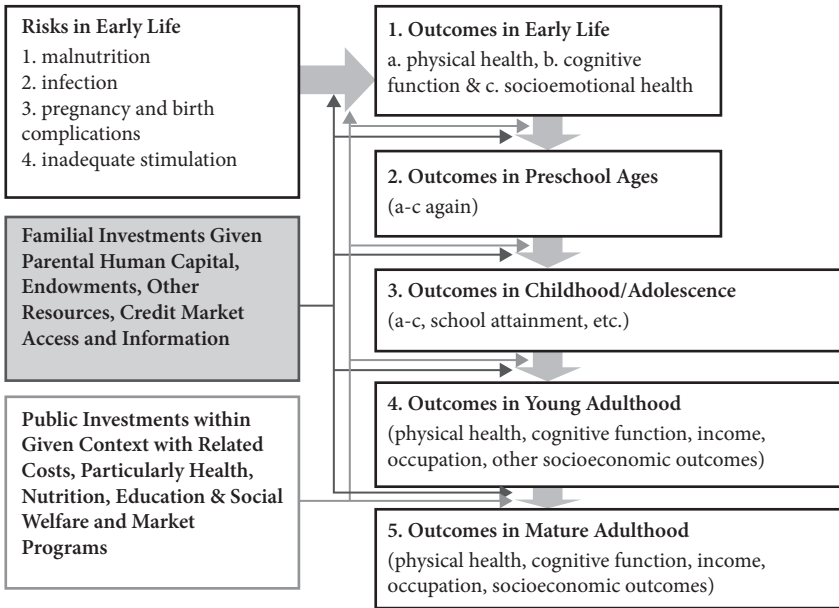 Risks in Early Life
1. malnutrition
2. infection
3. pregnancy and birth
complications
4. inadequate stimulation
Familial Investments Given
Parental Human Capital,
Endowments, Other
Resources, Credit Market
Access and Information
Public Investments within
Given Context with Related
Costs, Particularly Health,
Nutrition, Education & Social
Welfare and Market
Programs
1. Outcomes in Early Life
a. physical health, b. cognitive
function & c. socioemotional health
2. Outcomes in Preschool Ages
(a-c again)
3. Outcomes in Childhood/Adolescence
(a-c, school attainment, etc.)
4. Outcomes in Young Adulthood
(physical health, cognitive function, income,
occupation, other socioeconomic outcomes)
5. Outcomes in Mature Adulthood
(physical health, cognitive function, income,
occupation, socioeconomic outcomes)